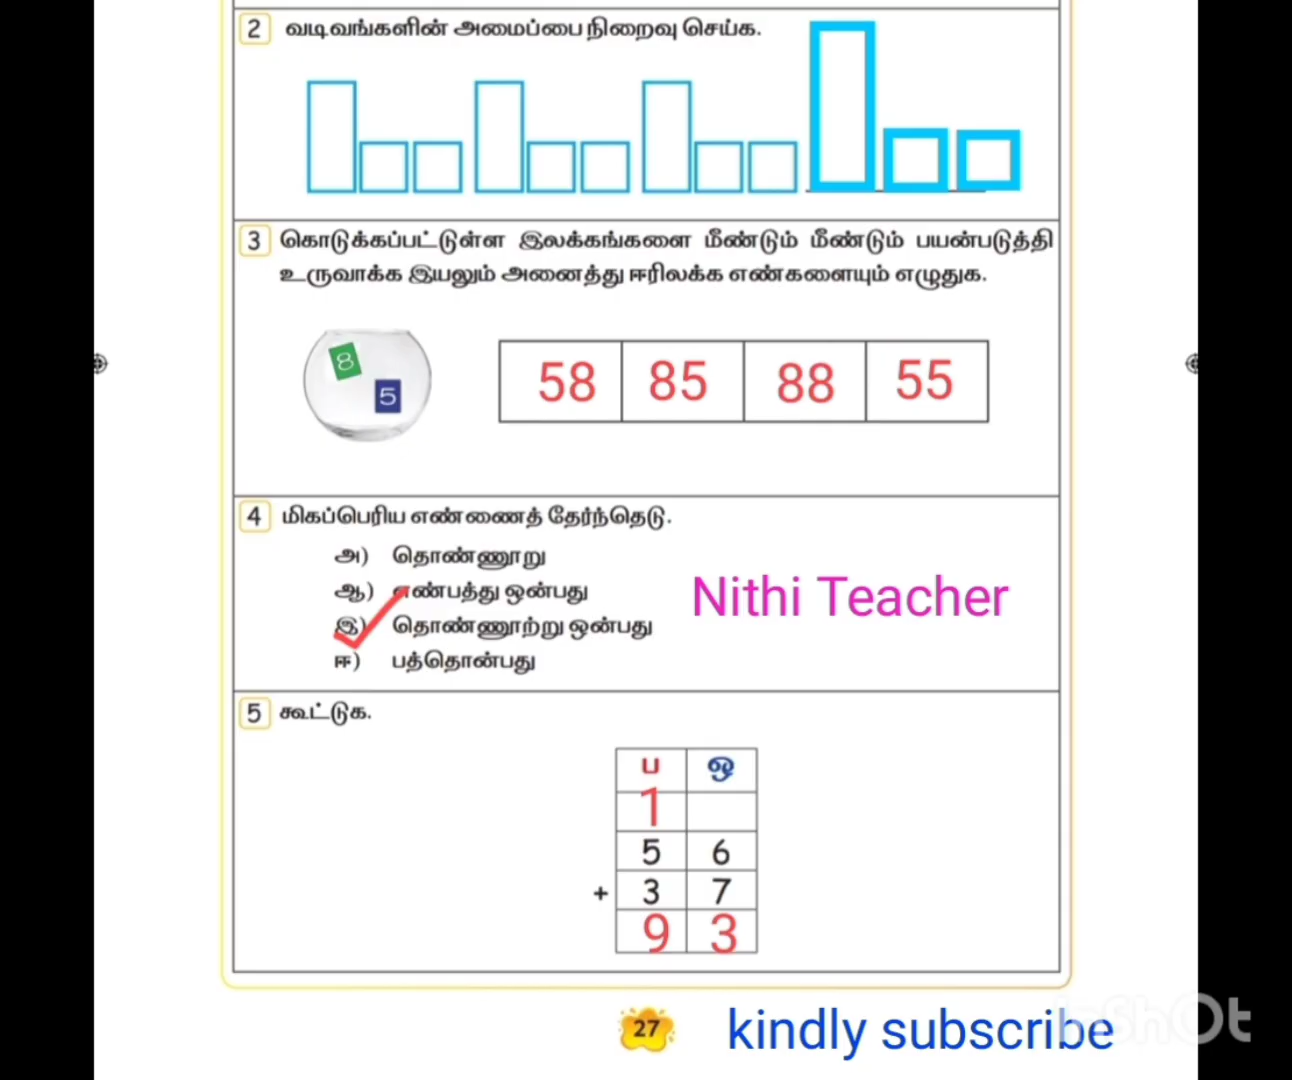 2 வடிவங்களின் அமைப்பை நிறைவு செய்க.
3 கொடுக்கப்பட்டுள்ள இலக்கங்களை மீண்டும் மீண்டும் பயன்படுத்தி
உருவாக்க இயலும் அனைத்து ஈரிலக்க எண்களையும் எழுதுக.
8
5
58 85 88 55
4 மிகப்பெரிய எண்ணைத் தேர்ந்தெடு.
அ) தொண்ணூறு
ஆ) எண்பத்து ஒன்பது
இ) தொண்ணூற்று ஒன்பது
ஈ) பத்தொன்பது
Nithi Teacher
5 கூட்டுக.
ப ஒ
1
5 6
+ 3 7
9 3
27
kindly subscribe
InShOt